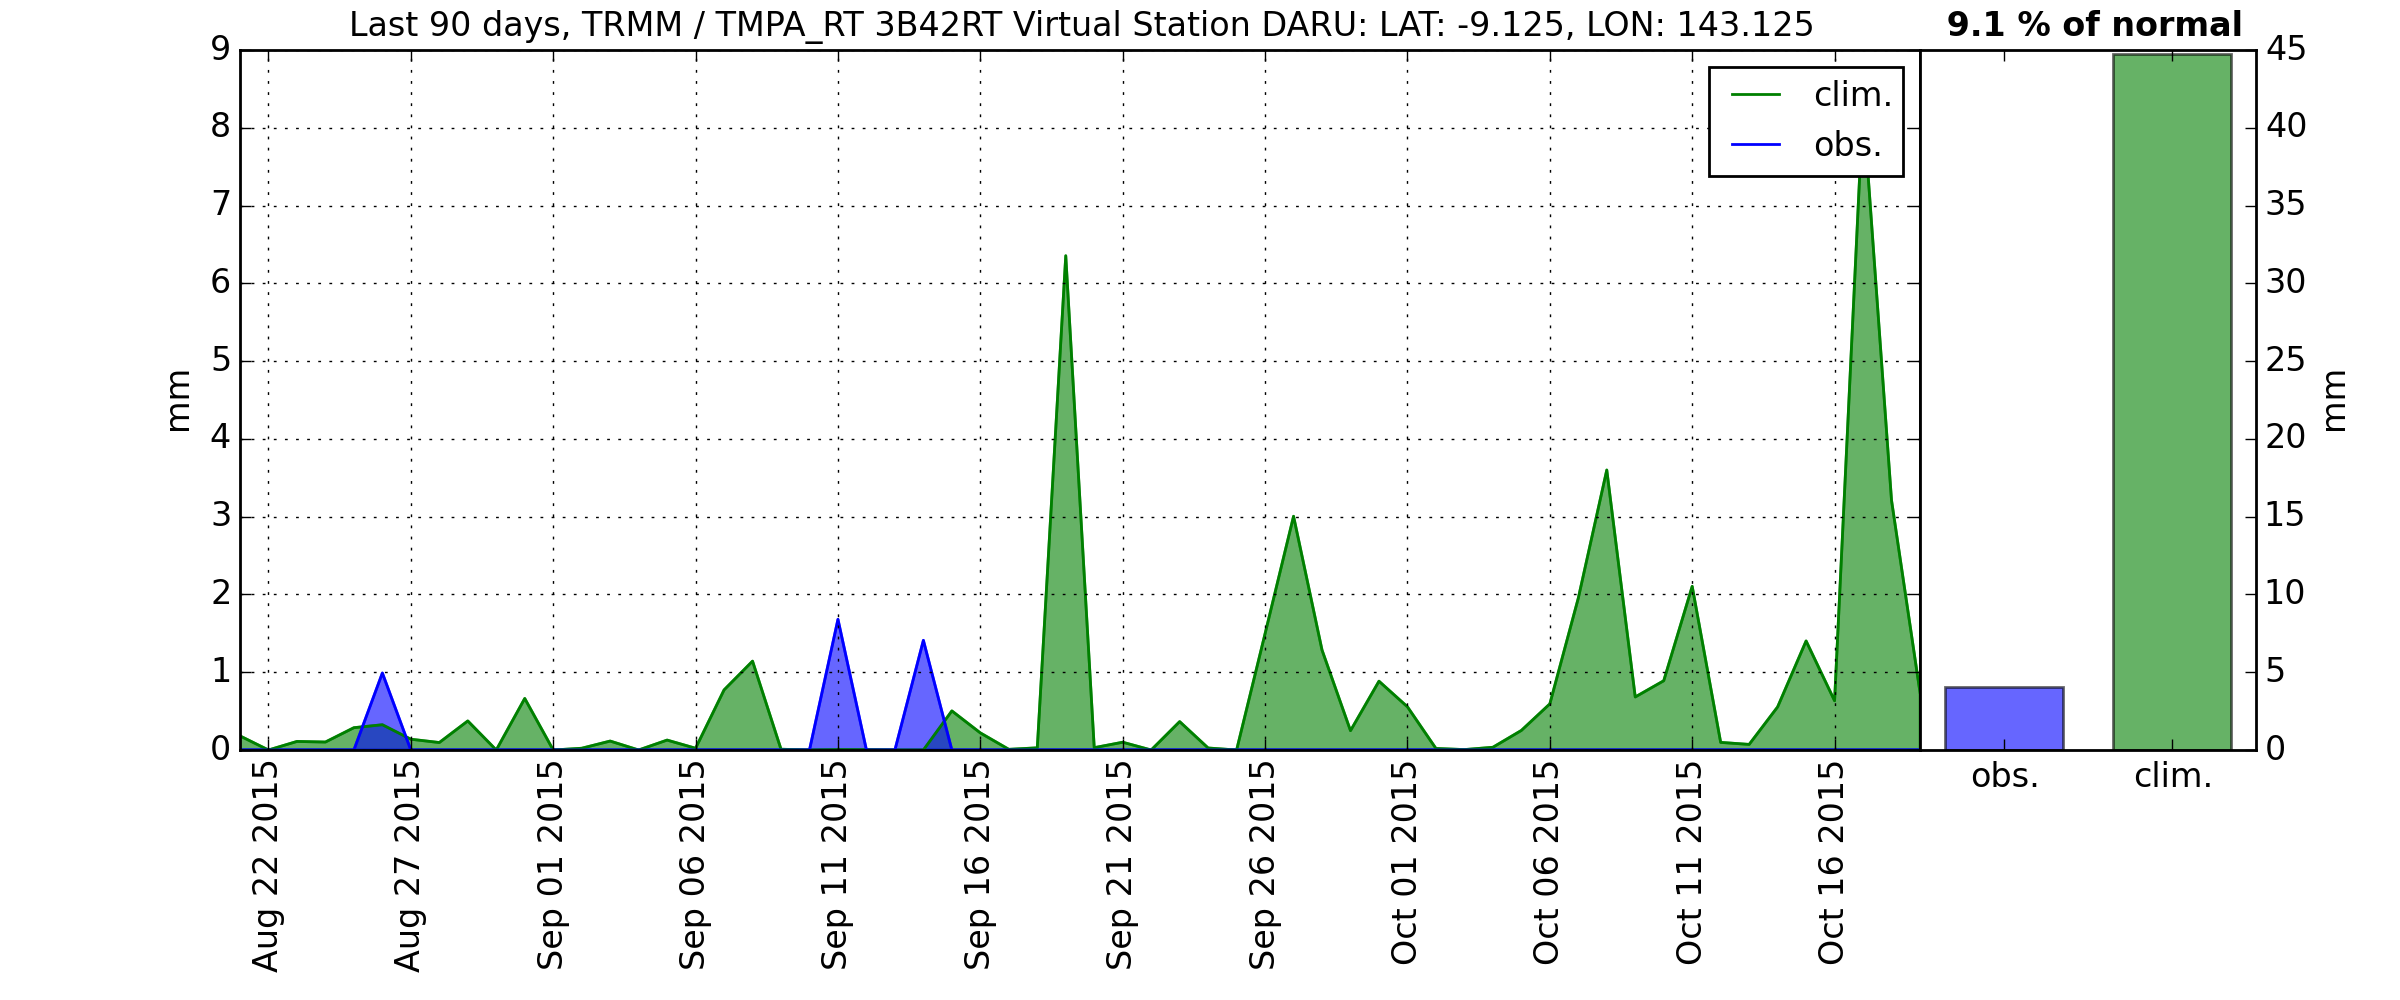 Last 90 days, TRMM / TMPA_RT 3B42RT Virtual Station DARU: LAT: -9.125, LON: 143.125
9.1 % of normal
9
8
7
6
5
4
3
2
1
0
mm
clim.
obs.
45
40
35
30
25
20
15
10
5
0
mm
Aug 22 2015
Aug 27 2015
Sep 01 2015
Sep 06 2015
Sep 11 2015
Sep 16 2015
Sep 21 2015
Sep 26 2015
Oct 01 2015
Oct 06 2015
Oct 11 2015
Oct 16 2015
obs.
clim.